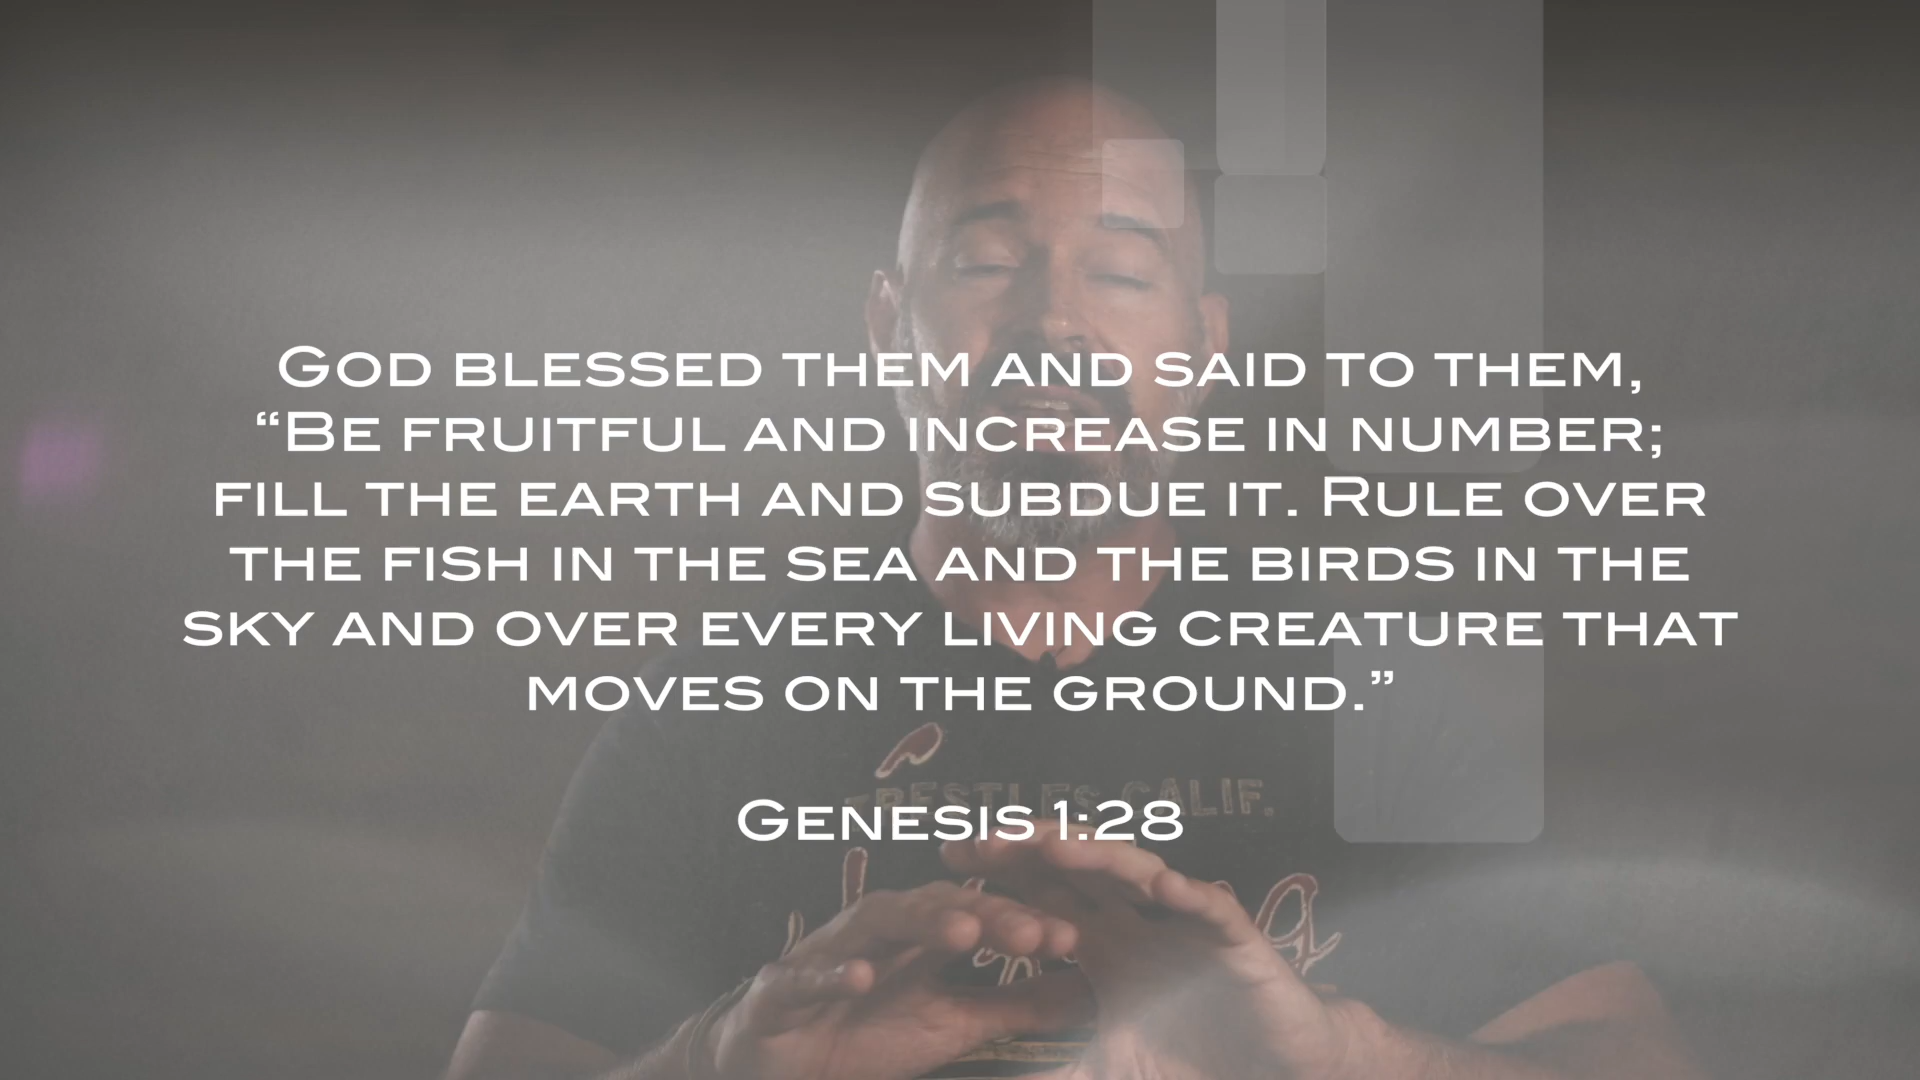 God blessed them and said to them,
“Be fruitful and increase in number;
fill the earth and subdue it. Rule over
the fish in the sea and the birds in the
sky and over every living creature that
moves on the ground.”
Genesis 1:28
TRESTLES CALIF.